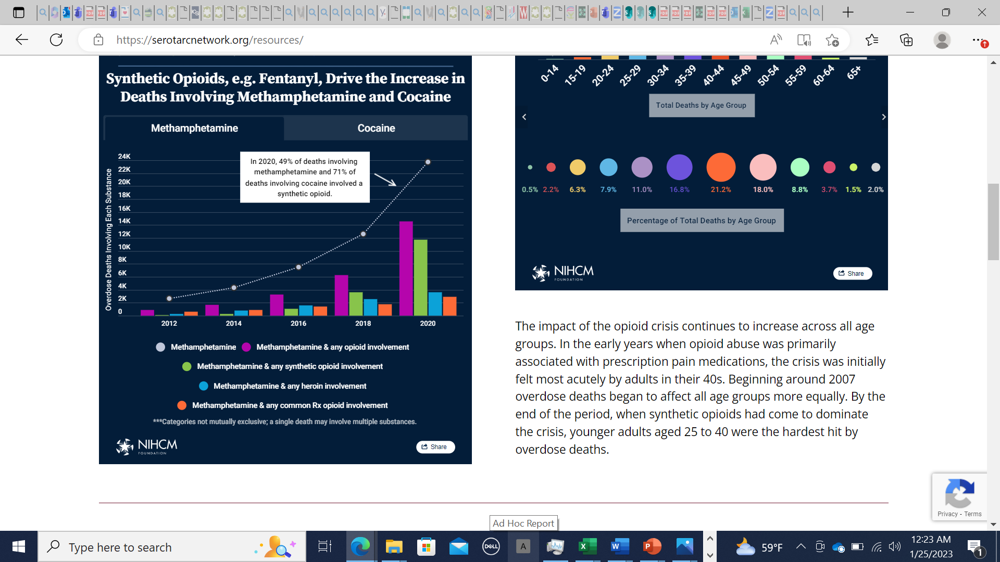 https://serotarcnetwork.org/resources/
Synthetic Opioids, e.g. Fentanyl, Drive the Increase in
Deaths Involving Methamphetamine and Cocaine
Methamphetamine
Cocaine
In 2020, 49% of deaths involving
methamphetamine and 71% of
deaths involving cocaine involved a
synthetic opioid.
Overdose Deaths Involving Each Substance
24K
22K
20K
18K
16K
14K
12K
10K
8K
6K
4K
2K
0
2012 2014 2016 2018 2020
Methamphetamine Methamphetamine & any opioid involvement
Methamphetamine & any synthetic opioid involvement
Methamphetamine & any heroin involvement
Methamphetamine & any common Rx opioid involvement
***Categories not mutually exclusive; a single death may involve multiple substances.
NIHCM
FOUNDATION
Share
0-14 15-19 20-24 25-29 30-34 35-39 40-44 45-49 50-54 55-59 60-64 65+
Total Deaths by Age Group
0.5% 2.2% 6.3% 7.9% 11.0% 16.8% 21.2% 18.0% 8.8% 3.7% 1.5% 2.0%
Percentage of Total Deaths by Age Group
NIHCM
FOUNDATION
Share
The impact of the opioid crisis continues to increase across all age
groups. In the early years when opioid abuse was primarily
associated with prescription pain medications, the crisis was initially
felt most acutely by adults in their 40s. Beginning around 2007
overdose deaths began to affect all age groups more equally. By the
end of the period, when synthetic opioids had come to dominate
the crisis, younger adults aged 25 to 40 were the hardest hit by
overdose deaths.
Privacy - Terms
Ad Hoc Report
Type here to search
DELL
A
59°F
12:23 AM
1/25/2023
1